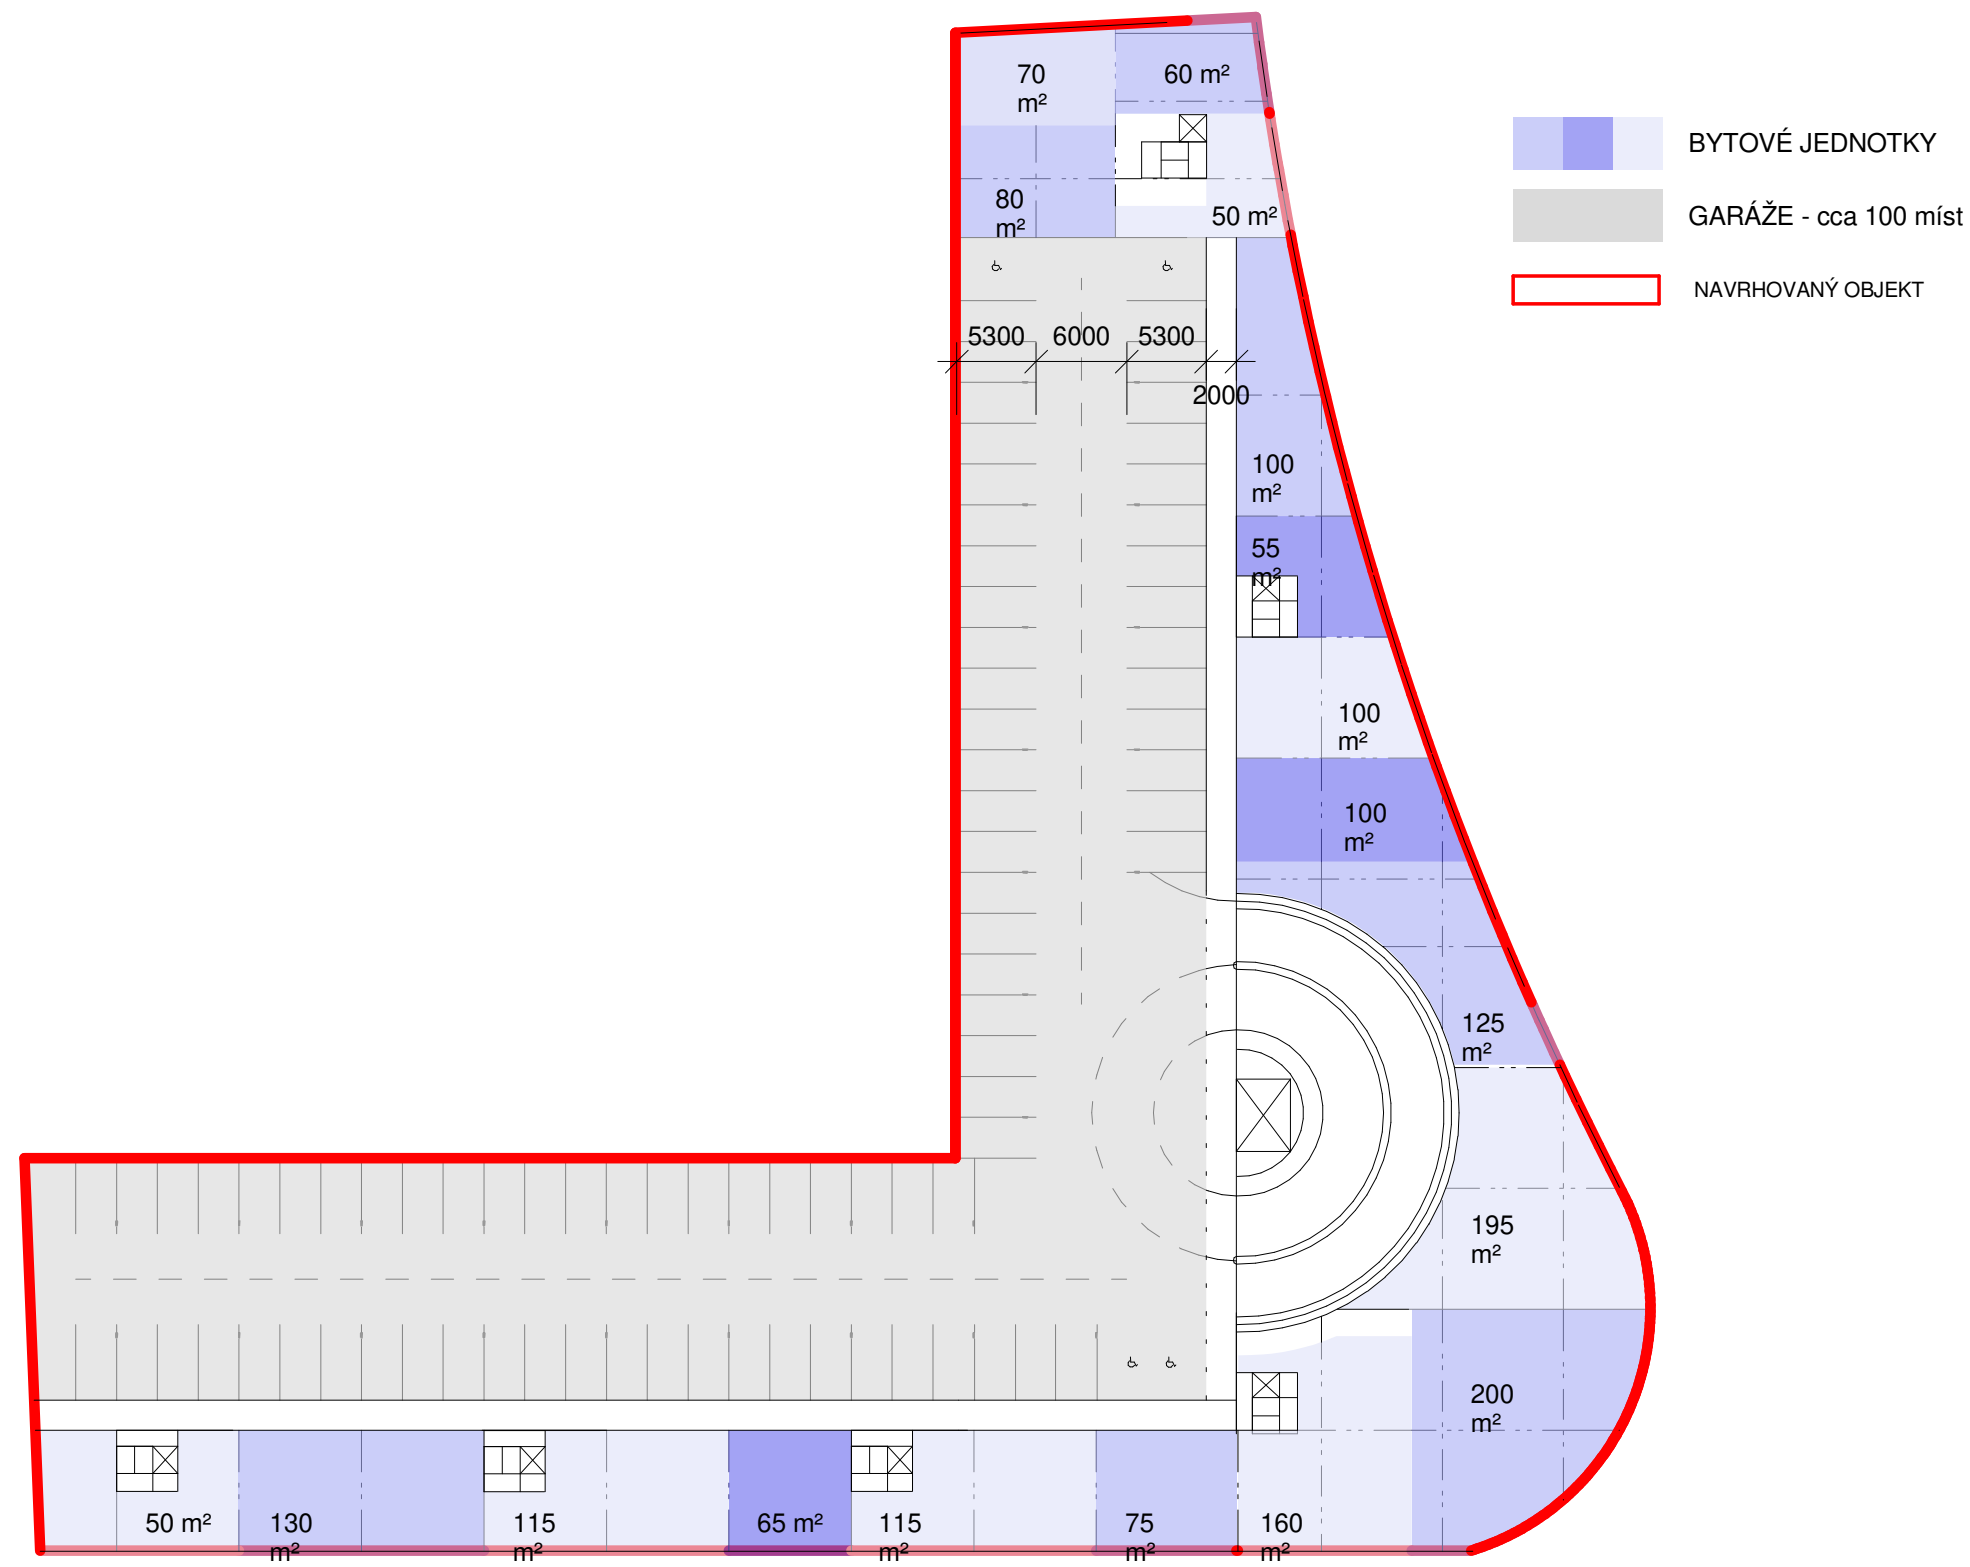 70
m²
60 m²
80
m²
50 m²
BYTOVÉ JEDNOTKY
GARÁŽE - cca 100 míst
NAVRHOVANÝ OBJEKT
5300
6000
5300
2000
100
m²
55
m²
100
m²
100
m²
125
m²
195
m²
200
m²
50 m²
130
m²
115
m²
65 m²
115
m²
75
m²
160
m²